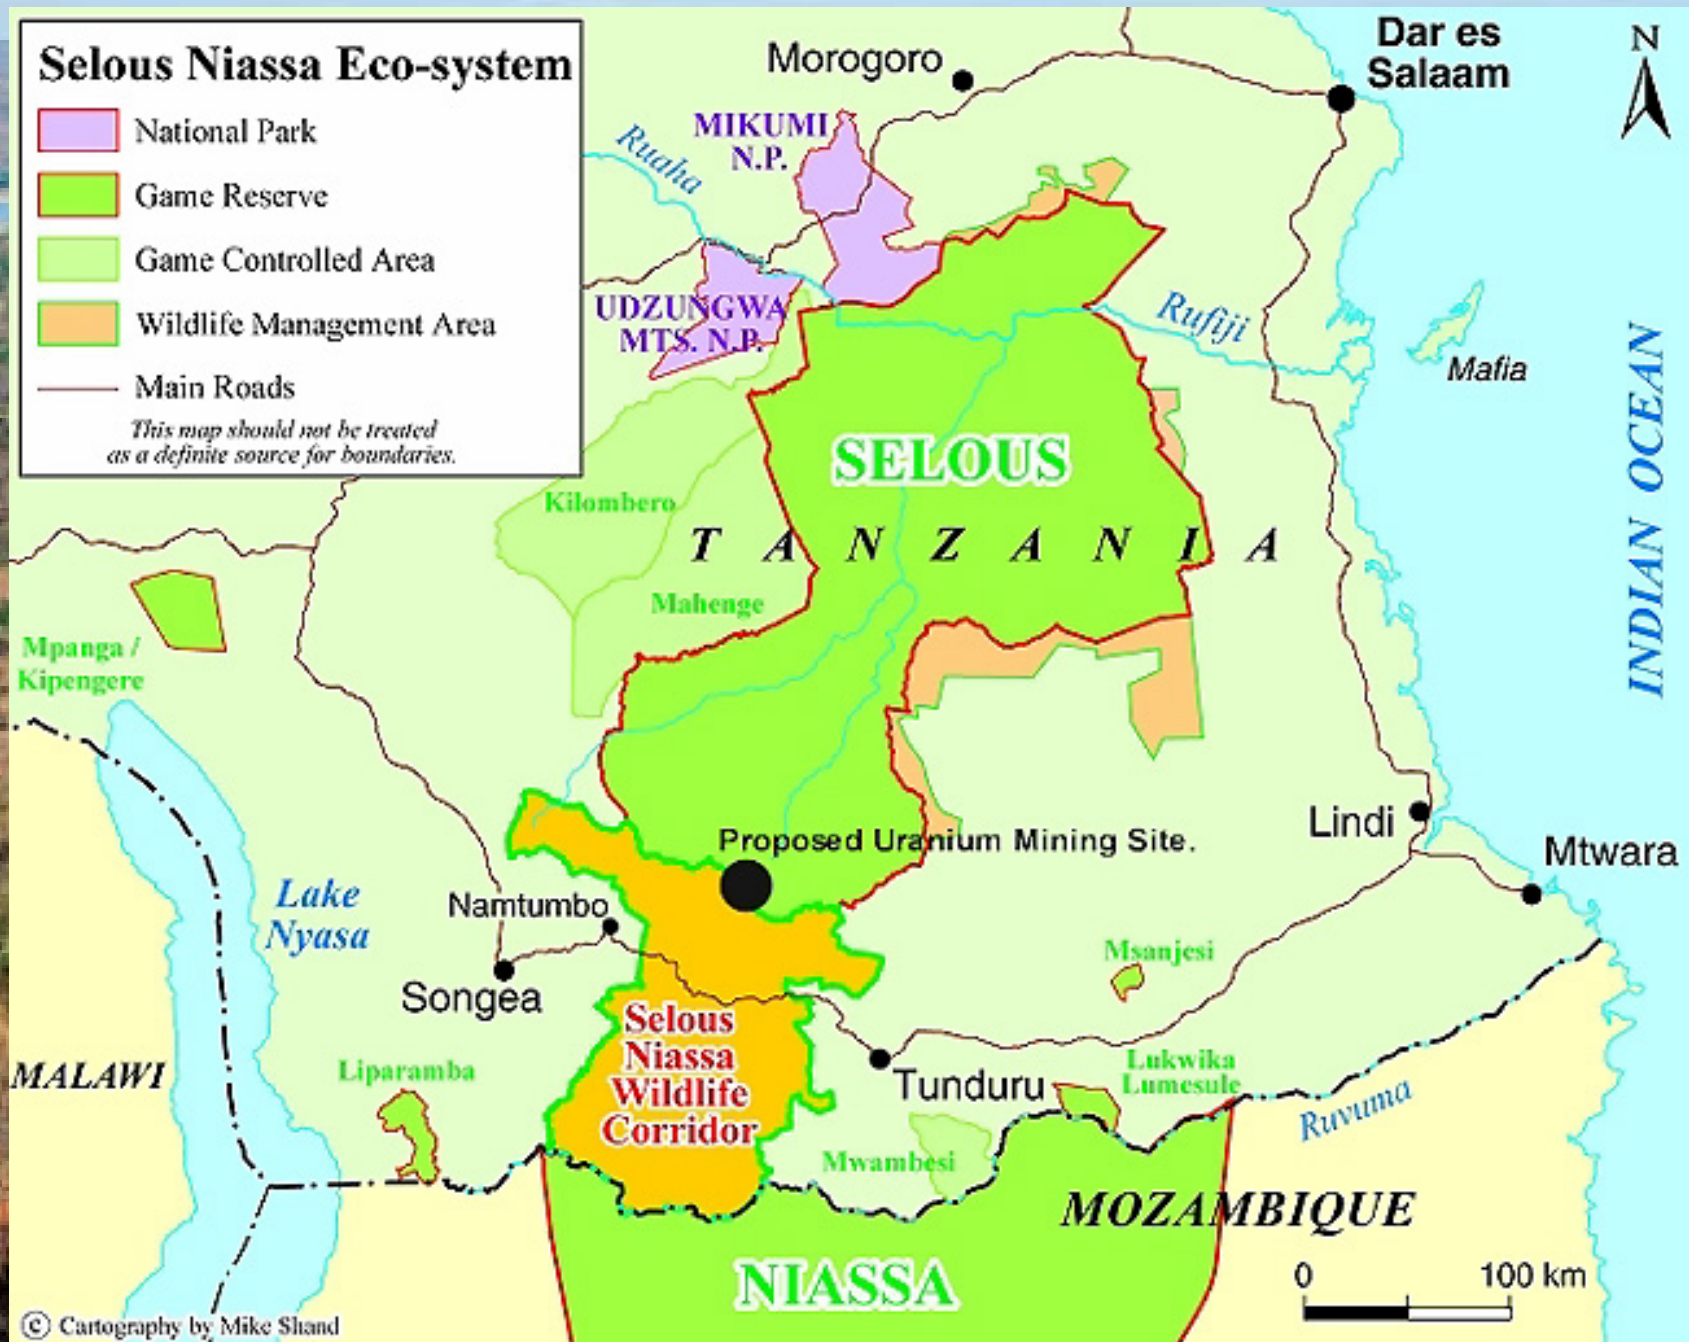 Selous Niassa Eco-system
National Park
Game Reserve
Game Controlled Area
Wildlife Management Area
Main Roads
This map should not be treated
as a definite source for boundaries.
Morogoro
Dar es
Salaam
N
MIKUMI
N.P.
Ruaha
UDZUNGWA
MTS. N.P.
Rufiji
Mafia
INDIAN OCEAN
SELOUS
Kilombero
TANZANIA
Mahenge
Mpanga /
Kipengere
Lindi
Proposed Uranium Mining Site.
Mtwara
Lake
Nyasa
Namtumbo
Songea
Msanjesi
Selous
Niassa
Wildlife
Corridor
MALAWI
Liparamba
Tunduru
Lukwika
Lumesule
Ruvuma
Mwambesi
MOZAMBIQUE
NIASSA
0 100 km
© Cartography by Mike Shand